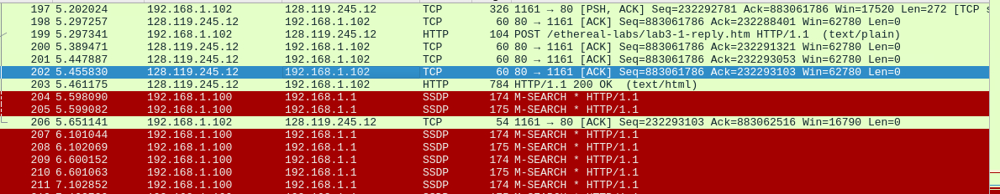 197 5.202024 192.168.1.102 128.119.245.12 TCP 326 1161 → 80 [PSH, ACK] Seq=232292781 Ack=883061786 Win=17520 Len=272 [TCP s
198 5.297257 128.119.245.12 192.168.1.102 TCP 60 80 → 1161 [ACK] Seq=883061786 Ack=232288401 Win=62780 Len=0
199 5.297341 192.168.1.102 128.119.245.12 HTTP 104 POST /ethereal-labs/lab3-1-reply.htm HTTP/1.1 (text/plain)
200 5.389471 128.119.245.12 192.168.1.102 TCP 60 80 → 1161 [ACK] Seq=883061786 Ack=232291321 Win=62780 Len=0
201 5.447887 128.119.245.12 192.168.1.102 TCP 60 80 → 1161 [ACK] Seq=883061786 Ack=232293053 Win=62780 Len=0
202 5.455830 128.119.245.12 192.168.1.102 TCP 60 80 → 1161 [ACK] Seq=883061786 Ack=232293103 Win=62780 Len=0
203 5.461175 128.119.245.12 192.168.1.102 HTTP 784 HTTP/1.1 200 OK (text/html)
204 5.598090 192.168.1.100 192.168.1.1 SSDP 174 M-SEARCH * HTTP/1.1
205 5.599082 192.168.1.100 192.168.1.1 SSDP 175 M-SEARCH * HTTP/1.1
206 5.651141 192.168.1.102 128.119.245.12 TCP 54 1161 → 80 [ACK] Seq=232293103 Ack=883062516 Win=16790 Len=0
207 6.101044 192.168.1.100 192.168.1.1 SSDP 174 M-SEARCH * HTTP/1.1
208 6.102069 192.168.1.100 192.168.1.1 SSDP 175 M-SEARCH * HTTP/1.1
209 6.600152 192.168.1.100 192.168.1.1 SSDP 174 M-SEARCH * HTTP/1.1
210 6.601063 192.168.1.100 192.168.1.1 SSDP 175 M-SEARCH * HTTP/1.1
211 7.102852 192.168.1.100 192.168.1.1 SSDP 174 M-SEARCH * HTTP/1.1